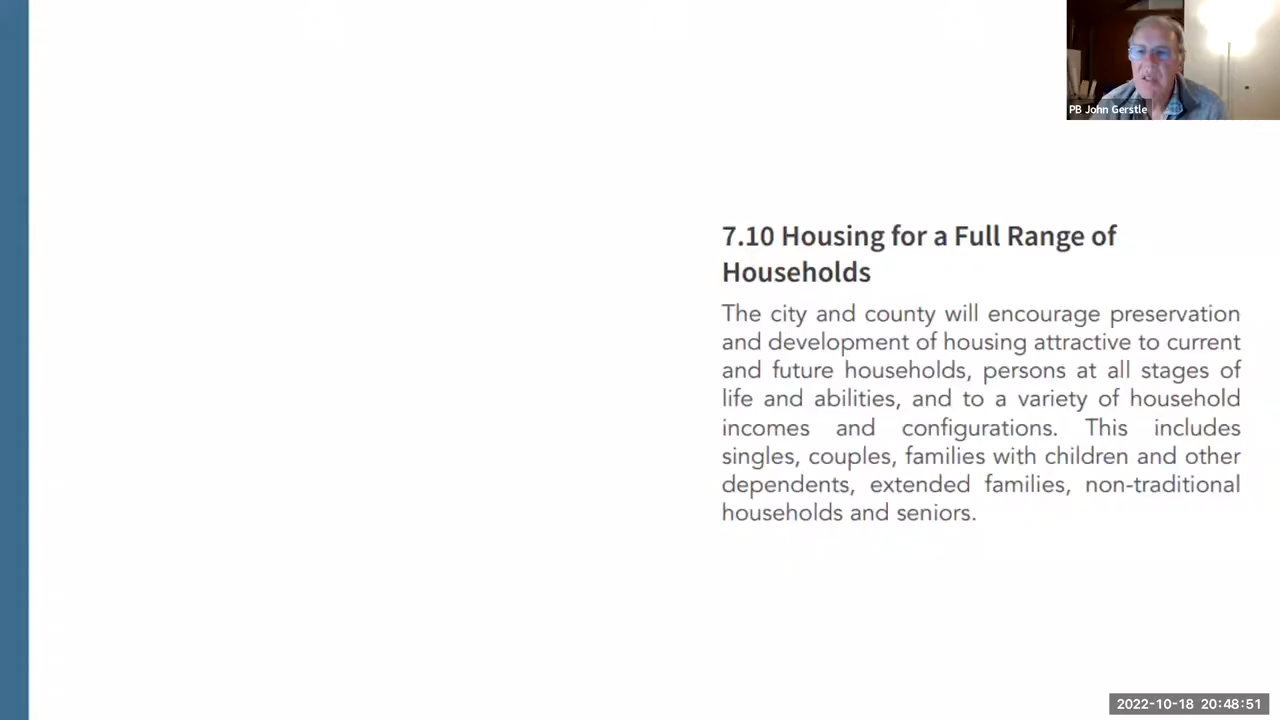 PB John Gerstle
7.10 Housing for a Full Range of
Households
The city and county will encourage preservation
and development of housing attractive to current
and future households, persons at all stages of
life and abilities, and to a variety of household
incomes and configurations. This includes
singles, couples, families with children and other
dependents, extended families, non-traditional
households and seniors.
2022-10-18 20:48:51